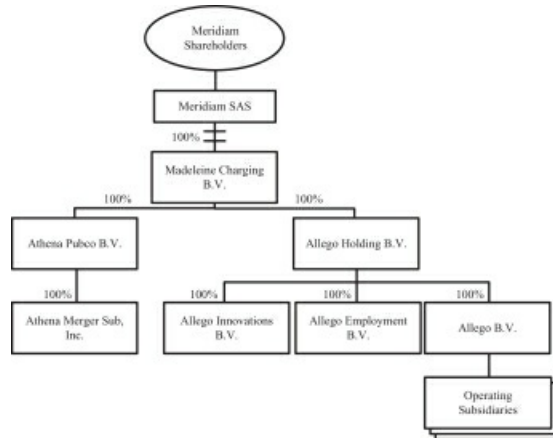 Meridiam
Shareholders
Meridiam SAS
100%
Madeleine Charging
B.V.
100%
100%
Athena Pubco B.V.
Allego Holding B.V.
100%
100%
100%
100%
Athena Merger Sub,
Inc.
Allego Innovations
B.V.
Allego Employment
B.V.
Allego B.V.
Operating
Subsidiaries